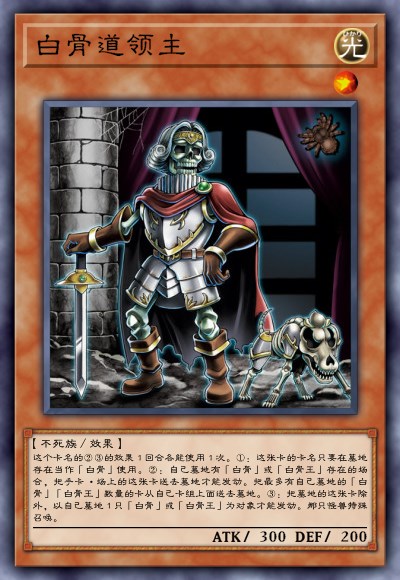 白骨道领主
光
ひかり
【不死族/效果】
这个卡名的②③的效果1回合各能使用1次。①：这张卡的卡名只要在墓地
存在当作「白骨」使用。②：自己墓地有「白骨」或「白骨王」存在的场
合，把手卡·场上的这张卡送去墓地才能发动。把最多有自己墓地的「白
骨」「白骨王」数量的卡从自己卡组上面送去墓地。③：把墓地的这张卡除
外，以自己墓地1只「白骨」或「白骨王」为对象才能发动。那只怪兽特殊
召唤。
ATK/ 300 DEF/ 200